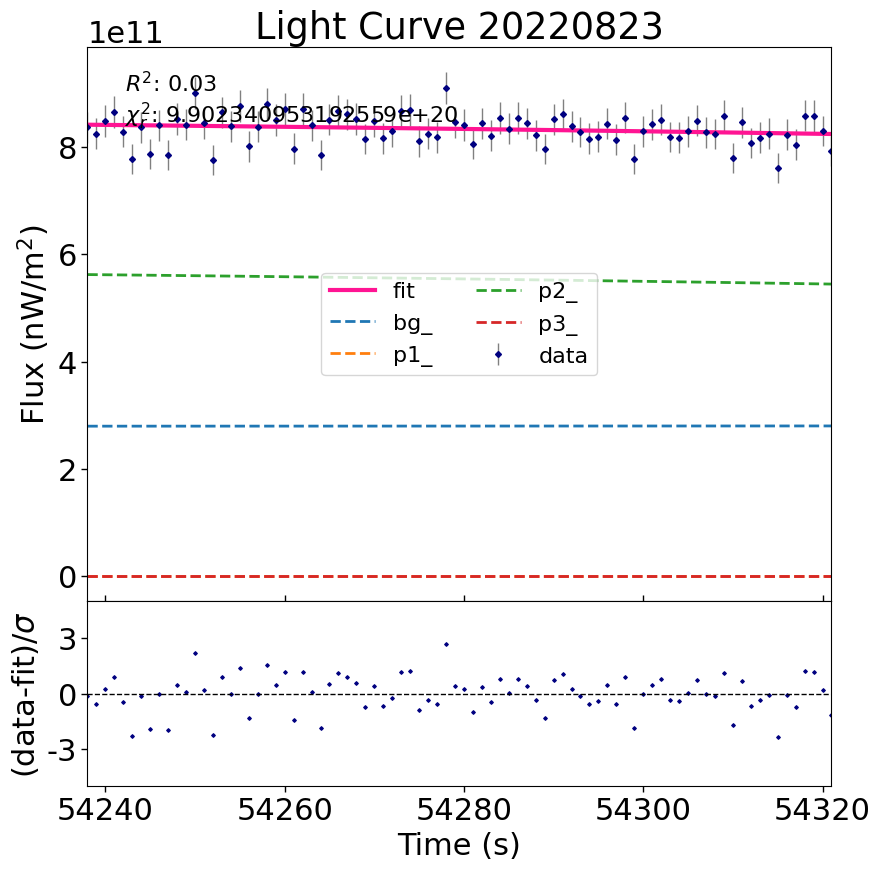 Light Curve 20220823
1e11
R²: 0.03
χ²ᵣ: 9.902340953192559e+20
Flux (nW/m²)
8
6
4
2
0
fit
bg_
p1_
p2_
p3_
data
(data-fit)/σ
3
0
-3
54240 54260 54280 54300 54320
Time (s)